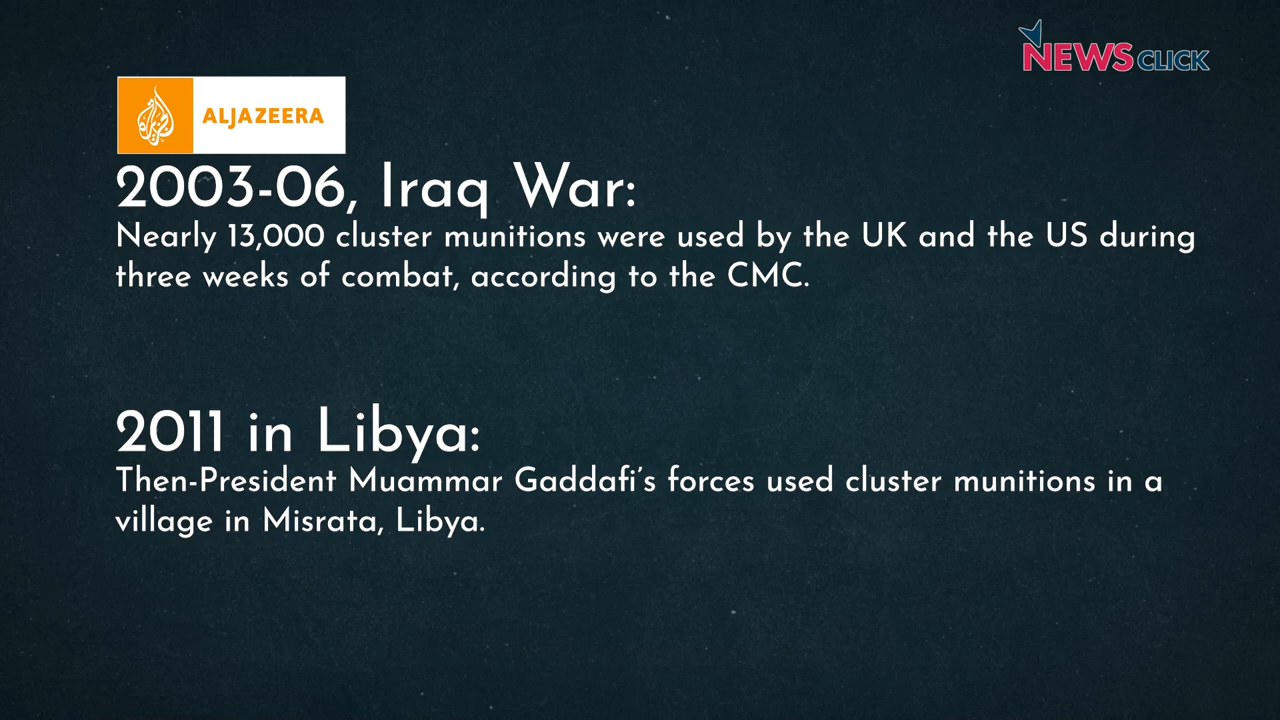 NEWSCLICK
ALJAZEERA
2003-06, Iraq War:
Nearly 13,000 cluster munitions were used by the UK and the US during
three weeks of combat, according to the CMC.
2011 in Libya:
Then-President Muammar Gaddafi's forces used cluster munitions in a
village in Misrata, Libya.